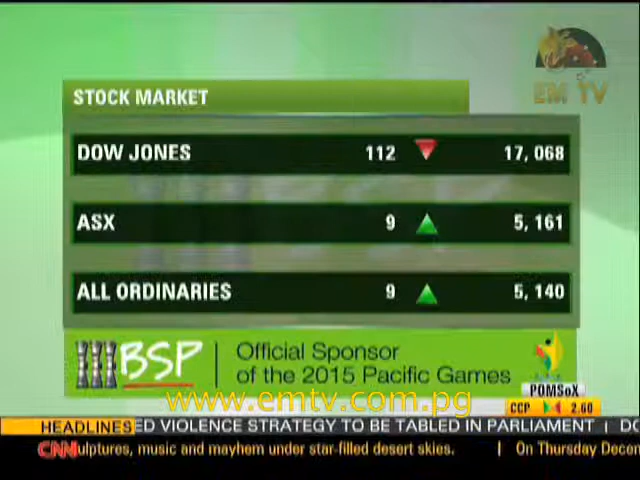 EM TV
STOCK MARKET
DOW JONES 112 17,068
ASX 9 5,161
ALL ORDINARIES 9 5,140
BSP
Official Sponsor
of the 2015 Pacific Games
www.emtv.com.pg
POMSoX
CCP 2.60
HEADLINES ED VIOLENCE STRATEGY TO BE TABLED IN PARLIAMENT | DO
CNN ulptures, music and mayhem under star-filled desert skies. | On Thursday Decem